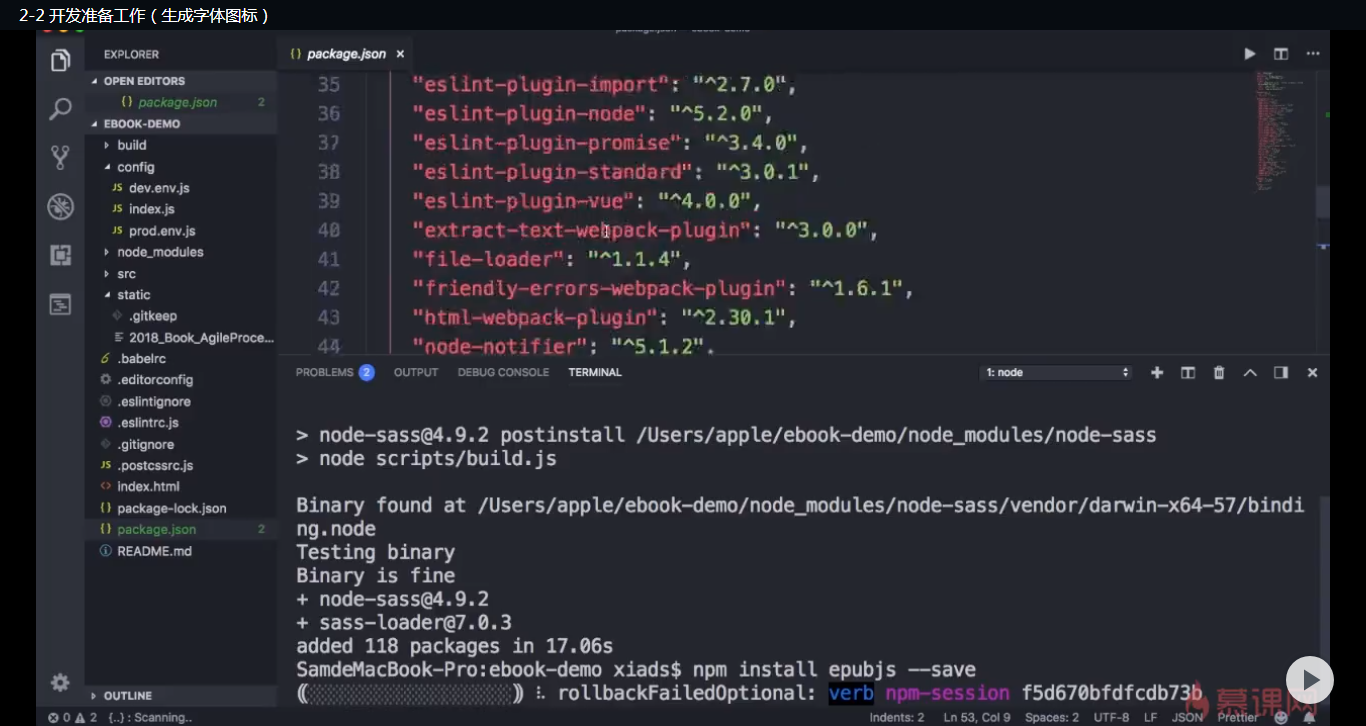 2-2 开发准备工作（生成字体图标）
EXPLORER
OPEN EDITORS
{} package.json 2
EBOOK-DEMO
build
config
JS dev.env.js
JS index.js
JS prod.env.js
node_modules
src
static
.gitkeep
2018_Book_AgileProce...
.babelrc
.editorconfig
.eslintignore
.eslintrc.js
.gitignore
JS .postcssrc.js
<> index.html
{} package-lock.json
{} package.json 2
README.md
OUTLINE
{} package.json ×
35 "eslint-plugin-import": "^2.7.0",
36 "eslint-plugin-node": "^5.2.0",
37 "eslint-plugin-promise": "^3.4.0",
38 "eslint-plugin-standard": "^3.0.1",
39 "eslint-plugin-vue": "^4.0.0",
40 "extract-text-webpack-plugin": "^3.0.0",
41 "file-loader": "^1.1.4",
42 "friendly-errors-webpack-plugin": "^1.6.1",
43 "html-webpack-plugin": "^2.30.1",
44 "node-notifier": "^5.1.2",
PROBLEMS 2 OUTPUT DEBUG CONSOLE TERMINAL 1: node
> node-sass@4.9.2 postinstall /Users/apple/ebook-demo/node_modules/node-sass
> node scripts/build.js
Binary found at /Users/apple/ebook-demo/node_modules/node-sass/vendor/darwin-x64-57/bindi
ng.node
Testing binary
Binary is fine
+ node-sass@4.9.2
+ sass-loader@7.0.3
added 118 packages in 17.06s
SamdeMacBook-Pro:ebook-demo xiads$ npm install epubjs --save
rollbackFailedOptional: verb npm-session f5d670bfdfcdb73b
慕课网
0 2 {..} : Scanning.. Indents: 2 Ln 53, Col 9 Spaces: 2 UTF-8 LF JSON Prettier